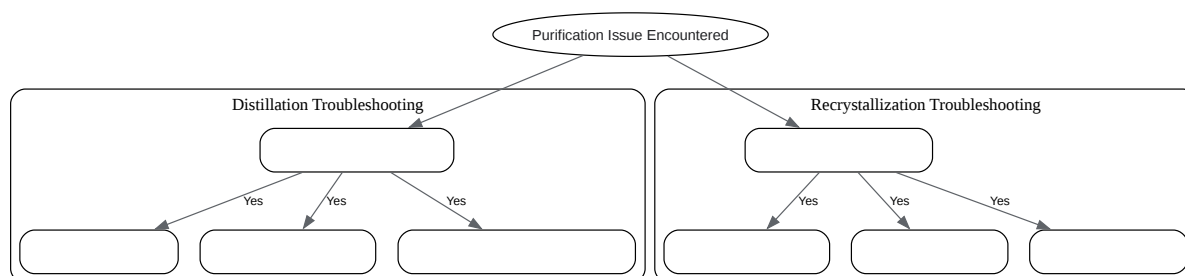 Purification Issue Encountered
Distillation Troubleshooting
Recrystallization Troubleshooting
Yes
Yes
Yes
Yes
Yes
Yes